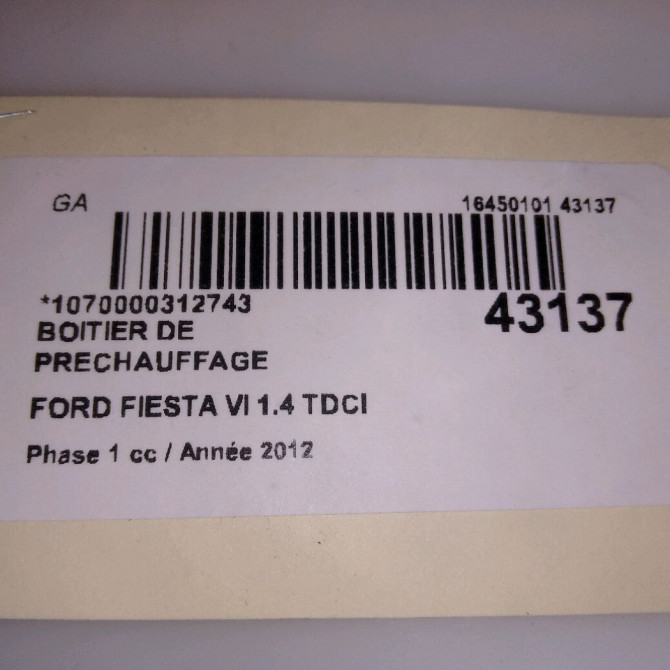 GA
16450101 43137
*1070000312743
43137
BOITIER DE
PRECHAUFFAGE
FORD FIESTA VI 1.4 TDCI
Phase 1 cc / Année 2012